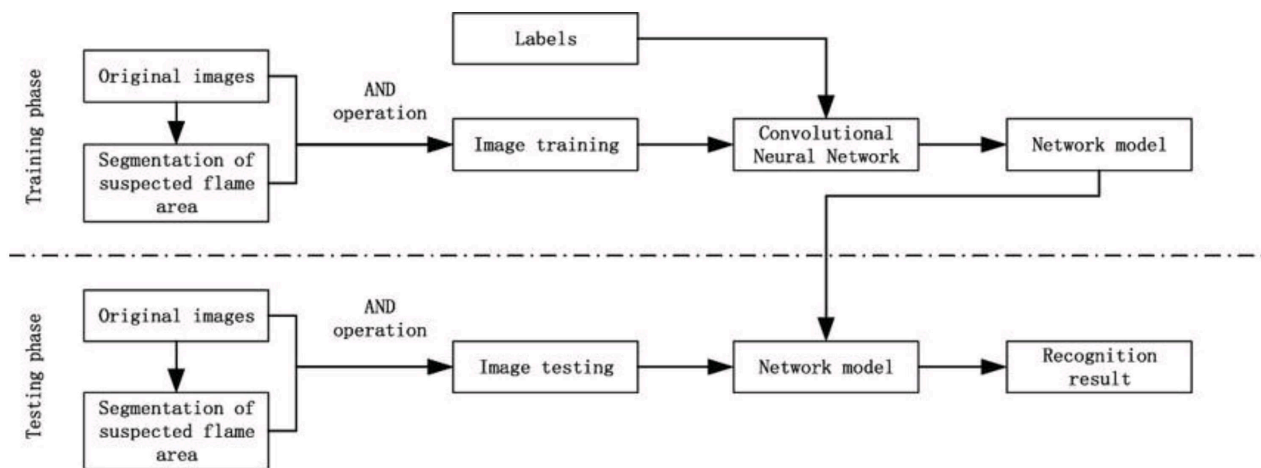 Training phase
Original images
Segmentation of
suspected flame
area
AND
operation
Labels
Image training
Convolutional
Neural Network
Network model
Testing phase
Original images
Segmentation of
suspected flame
area
AND
operation
Image testing
Network model
Recognition
result